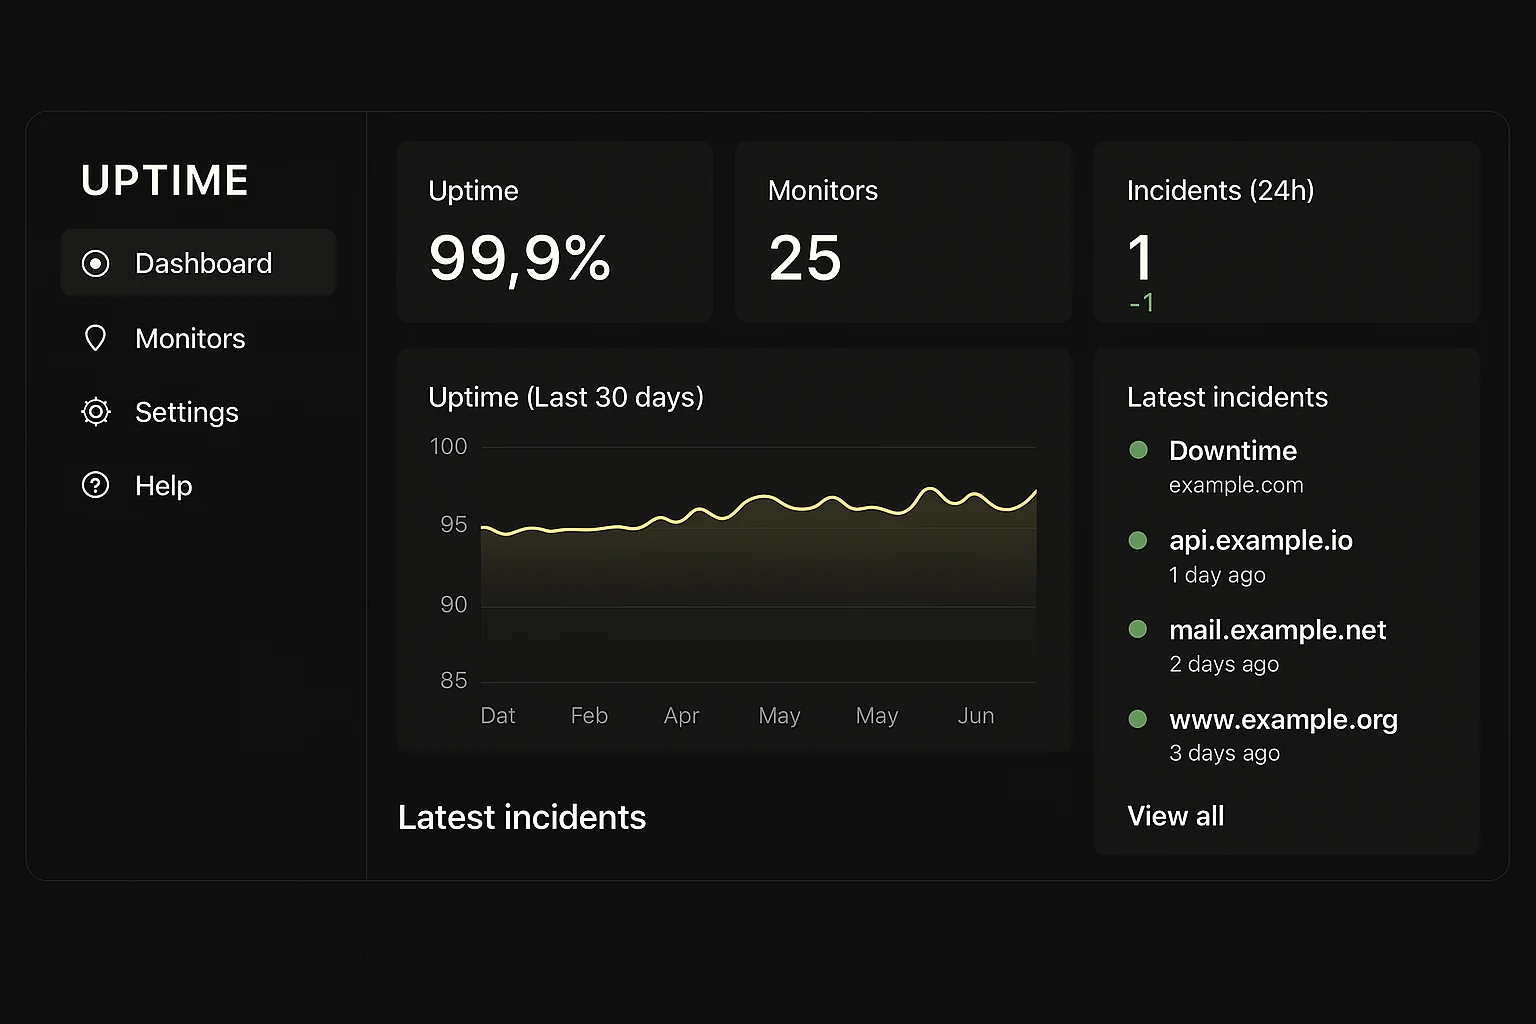 UPTIME
Dashboard
Monitors
Settings
Help
Uptime
99,9%
Monitors
25
Incidents (24h)
1
-1
Uptime (Last 30 days)
100
95
90
85
Dat Feb Apr May May Jun
Latest incidents
Downtime
example.com
api.example.io
1 day ago
mail.example.net
2 days ago
www.example.org
3 days ago
View all
Latest incidents